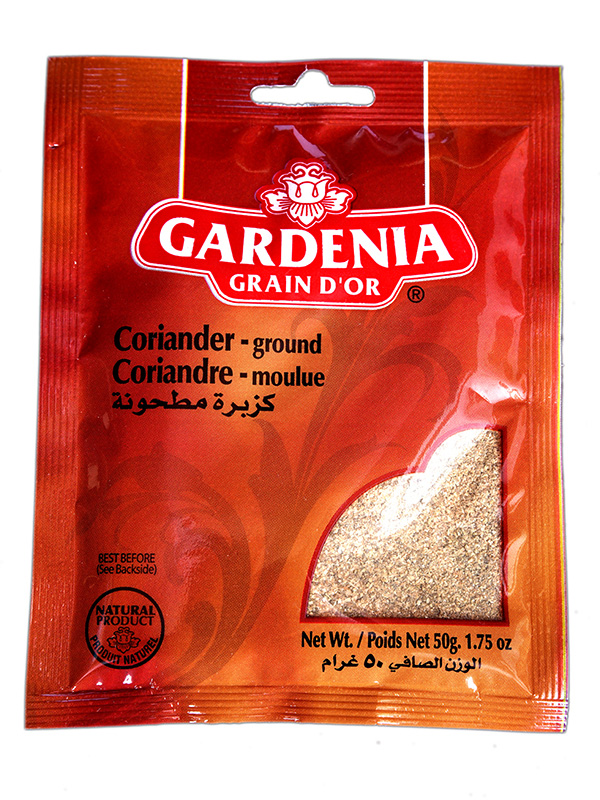 GARDENIA
GRAIN D'OR
®
Coriander - ground
Coriandre - moulue
كزبرة مطحونة
BEST BEFORE
(See Backside)
NATURAL
PRODUCT
PRODUIT NATUREL
Net Wt. / Poids Net 50g. 1.75 oz
الوزن الصافي ٥٠ غرام